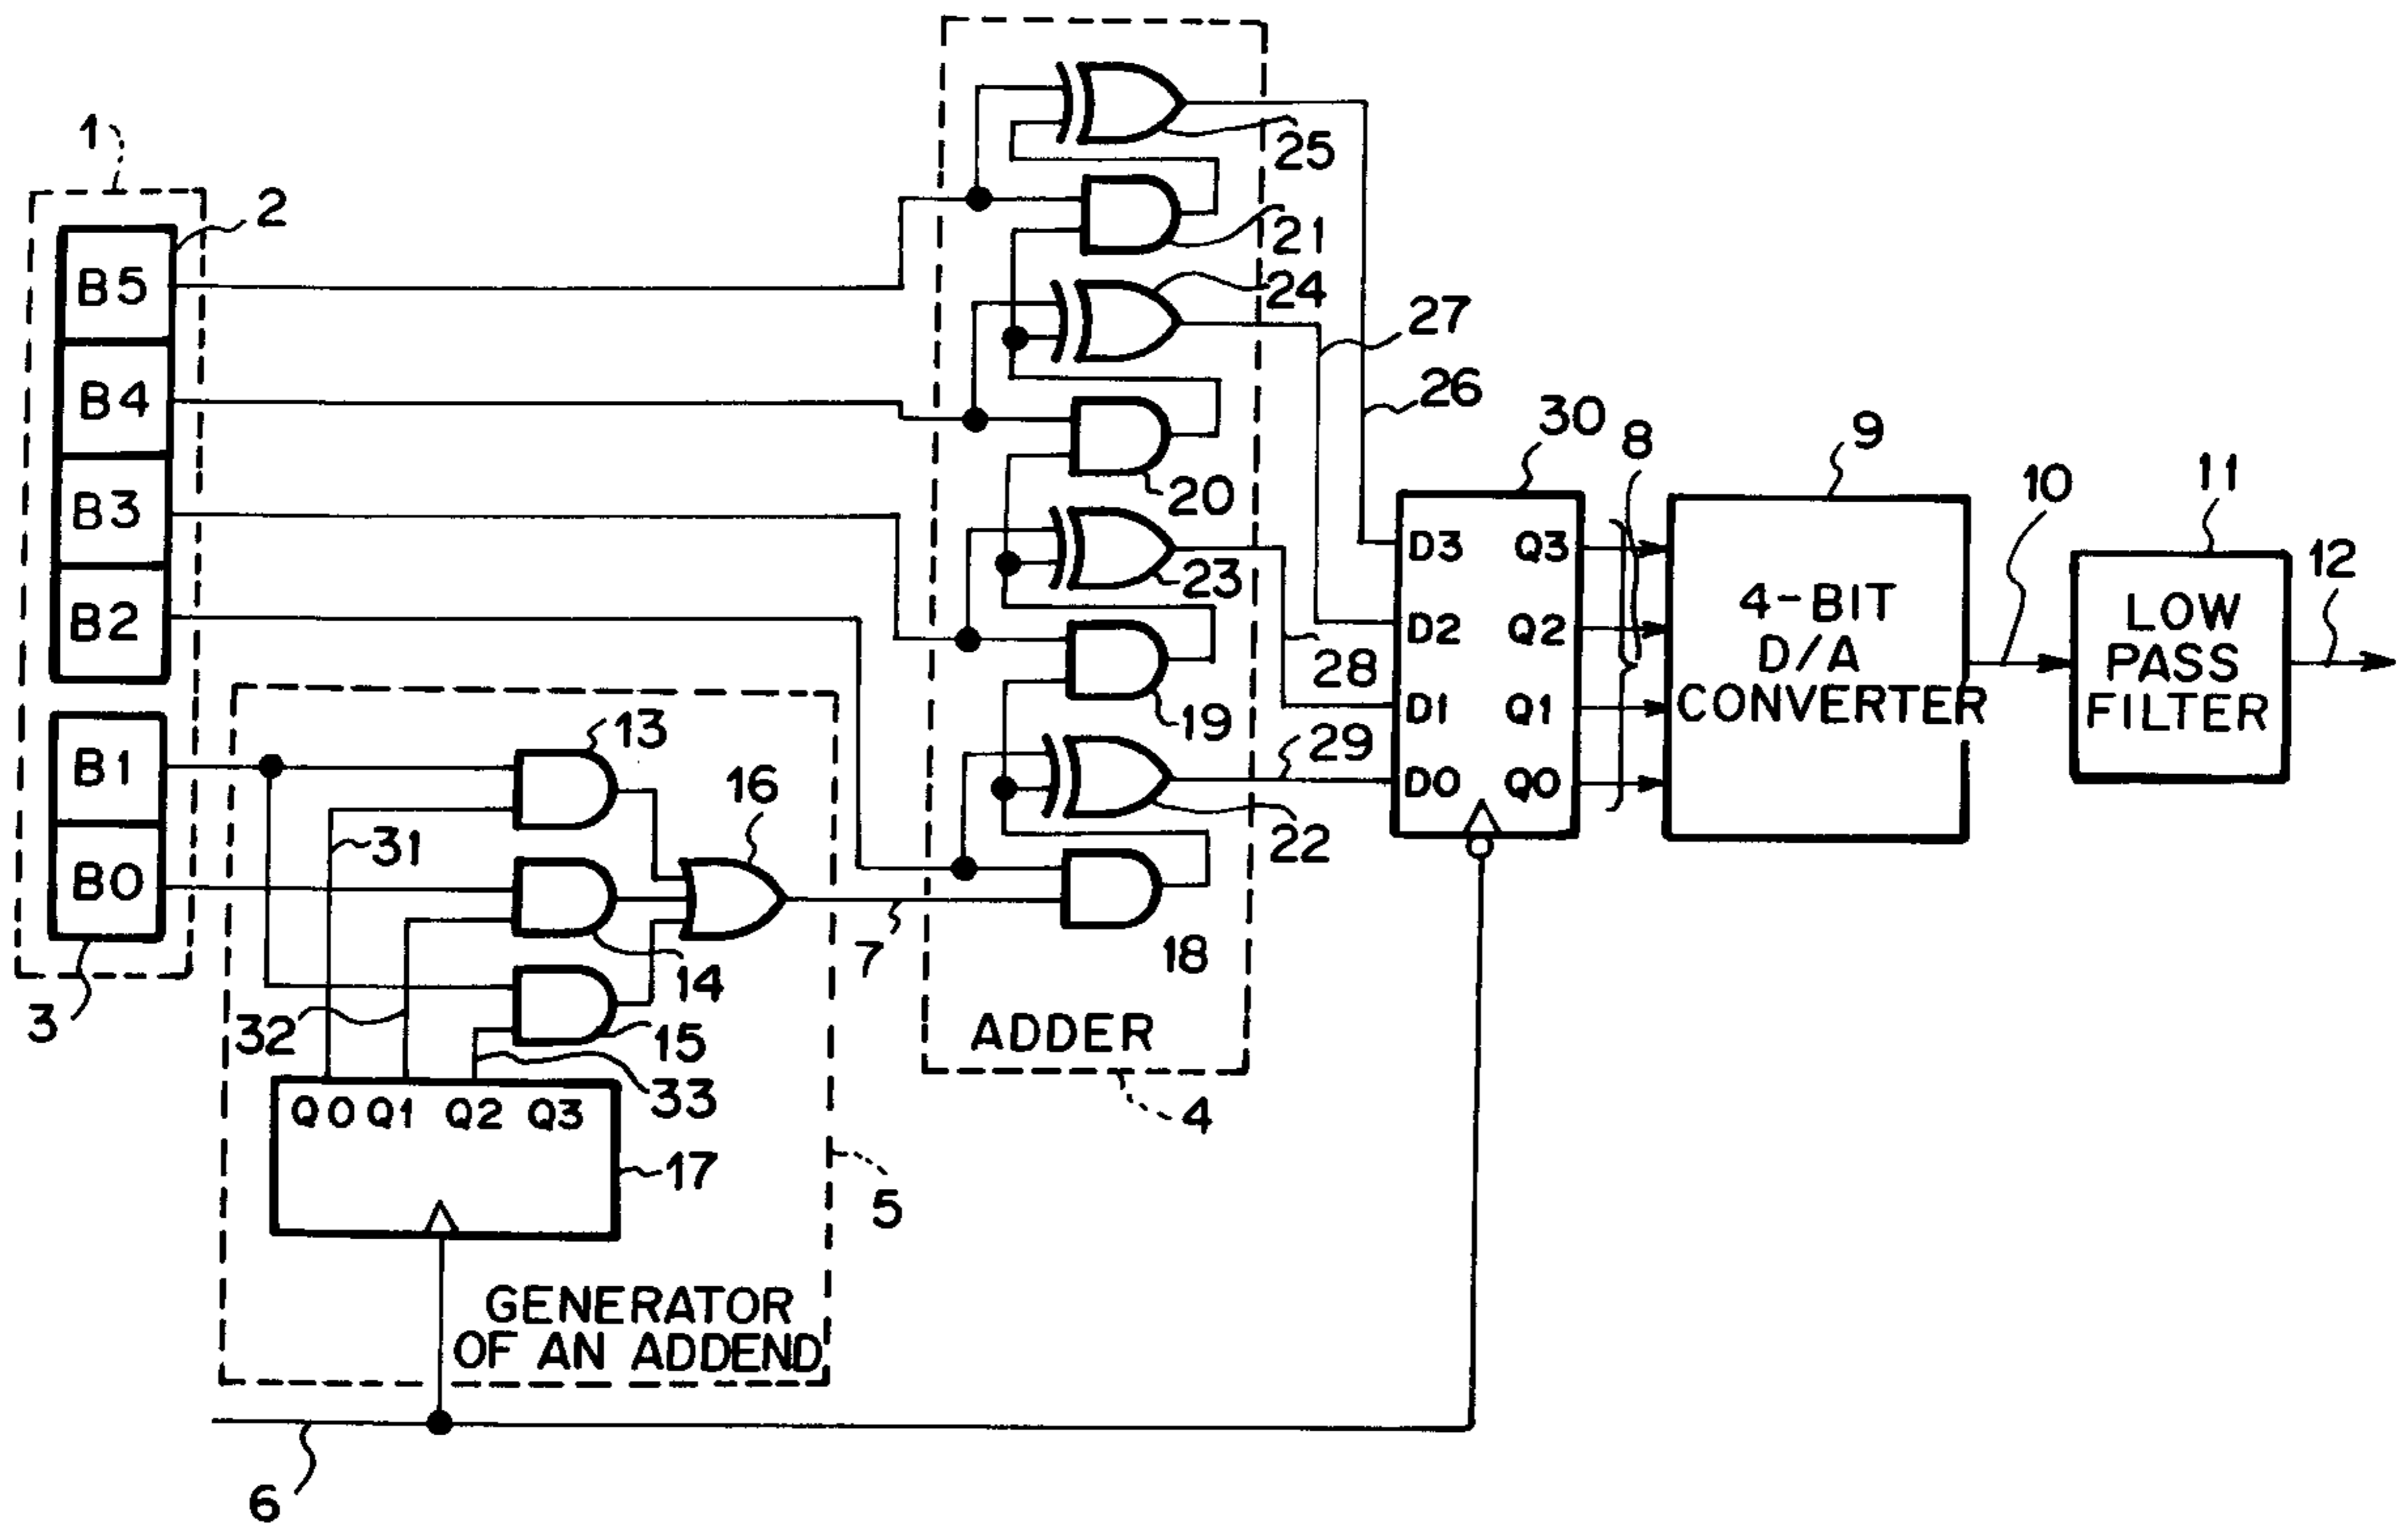 1
2
B5
B4
B3
B2
B1
B0
3
25
21
24
27
26
20
23
28
19
29
22
18
ADDER
4
13
16
31
14
7
32
15
33
Q0 Q1 Q2 Q3
17
5
GENERATOR
OF AN ADDEND
6
30
8
9
10
11
12
D3 Q3
D2 Q2
D1 Q1
D0 Q0
4-BIT
D/A
CONVERTER
LOW
PASS
FILTER